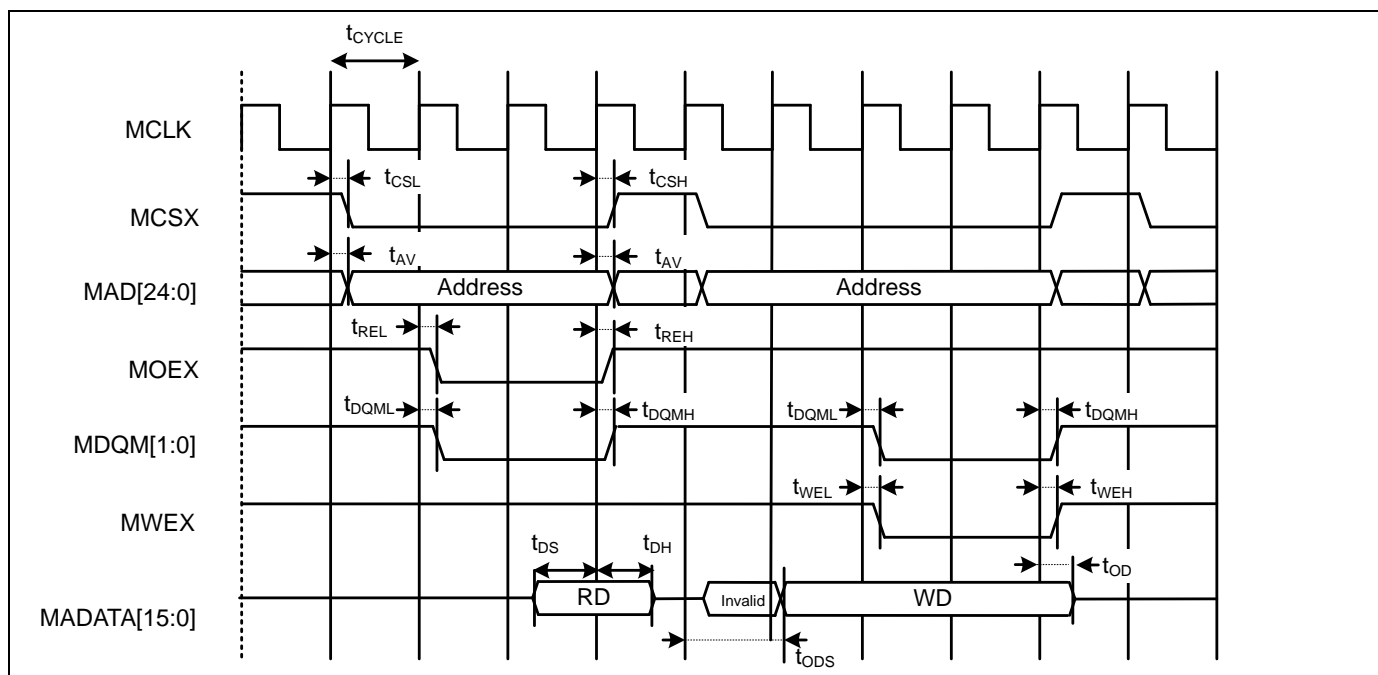 tCYCLE
MCLK
tCSL tCSH
MCSX
tAV tAV
MAD[24:0] Address Address
tREL tREH
MOEX
tDQML tDQMH tDQML tDQMH
MDQM[1:0]
tWEL tWEH
MWEX
tDS tDH tOD
MADATA[15:0] RD Invalid WD
tODS